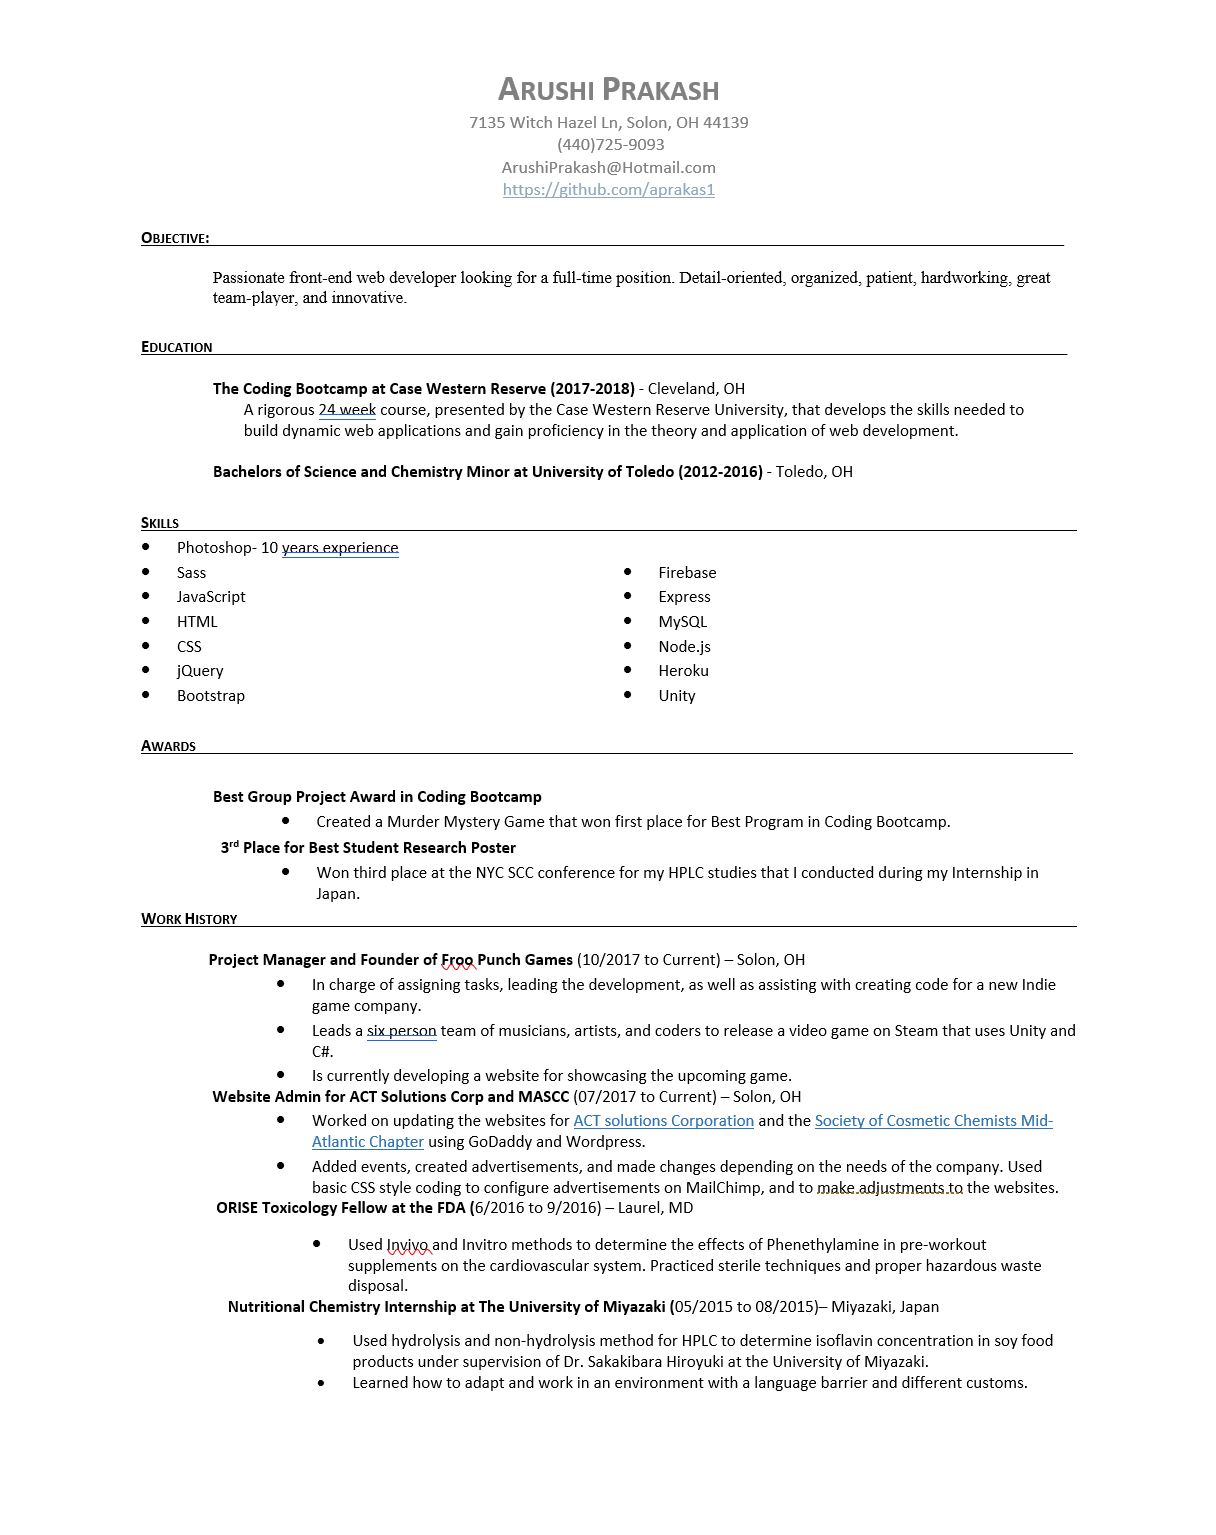 ARUSHI PRAKASH
7135 Witch Hazel Ln, Solon, OH 44139
(440)725-9093
ArushiPrakash@Hotmail.com
https://github.com/aprakas1
OBJECTIVE:
Passionate front-end web developer looking for a full-time position. Detail-oriented, organized, patient, hardworking, great
team-player, and innovative.
EDUCATION
The Coding Bootcamp at Case Western Reserve (2017-2018) - Cleveland, OH
A rigorous 24 week course, presented by the Case Western Reserve University, that develops the skills needed to
build dynamic web applications and gain proficiency in the theory and application of web development.
Bachelors of Science and Chemistry Minor at University of Toledo (2012-2016) - Toledo, OH
SKILLS
• Photoshop- 10 years experience
• Sass
• JavaScript
• HTML
• CSS
• jQuery
• Bootstrap
• Firebase
• Express
• MySQL
• Node.js
• Heroku
• Unity
AWARDS
Best Group Project Award in Coding Bootcamp
• Created a Murder Mystery Game that won first place for Best Program in Coding Bootcamp.
3rd Place for Best Student Research Poster
• Won third place at the NYC SCC conference for my HPLC studies that I conducted during my Internship in
Japan.
WORK HISTORY
Project Manager and Founder of Froo Punch Games (10/2017 to Current) – Solon, OH
• In charge of assigning tasks, leading the development, as well as assisting with creating code for a new Indie
game company.
• Leads a six person team of musicians, artists, and coders to release a video game on Steam that uses Unity and
C#.
• Is currently developing a website for showcasing the upcoming game.
Website Admin for ACT Solutions Corp and MASCC (07/2017 to Current) – Solon, OH
• Worked on updating the websites for ACT solutions Corporation and the Society of Cosmetic Chemists Mid-
Atlantic Chapter using GoDaddy and Wordpress.
• Added events, created advertisements, and made changes depending on the needs of the company. Used
basic CSS style coding to configure advertisements on MailChimp, and to make adjustments to the websites.
ORISE Toxicology Fellow at the FDA (6/2016 to 9/2016) – Laurel, MD
• Used Invivo and Invitro methods to determine the effects of Phenethylamine in pre-workout
supplements on the cardiovascular system. Practiced sterile techniques and proper hazardous waste
disposal.
Nutritional Chemistry Internship at The University of Miyazaki (05/2015 to 08/2015)– Miyazaki, Japan
• Used hydrolysis and non-hydrolysis method for HPLC to determine isoflavin concentration in soy food
products under supervision of Dr. Sakakibara Hiroyuki at the University of Miyazaki.
• Learned how to adapt and work in an environment with a language barrier and different customs.